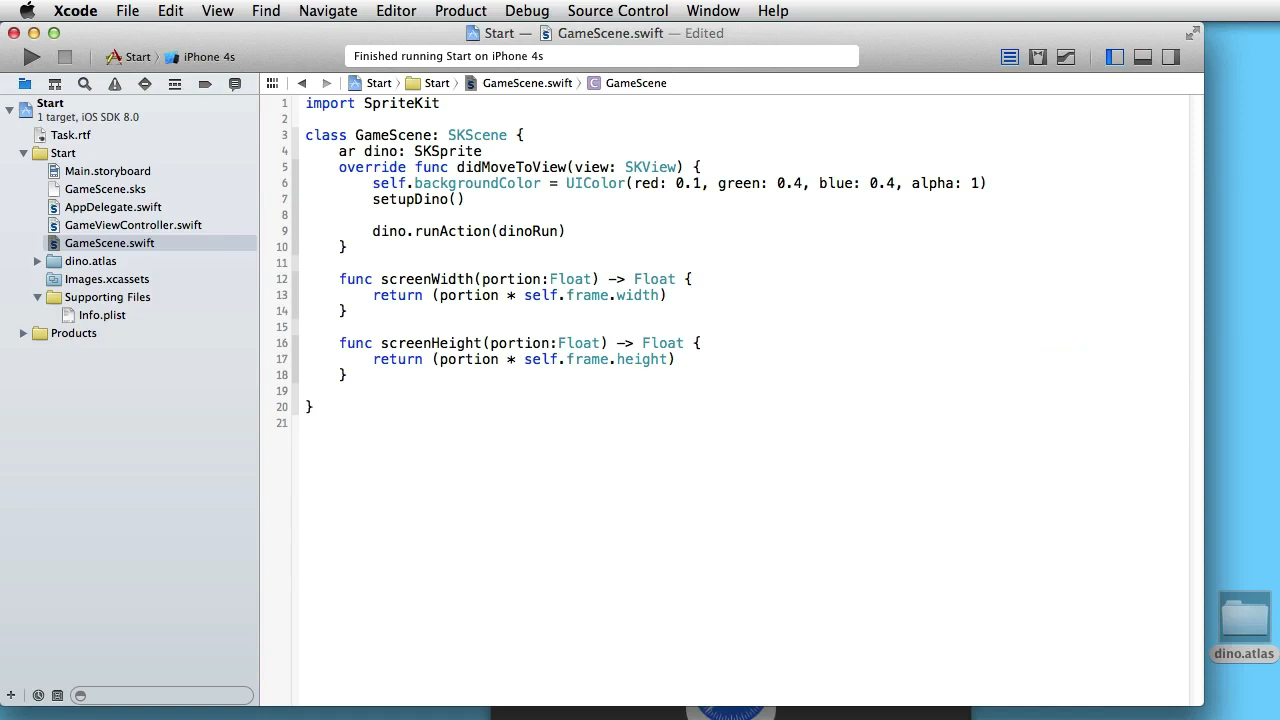 Xcode File Edit View Find Navigate Editor Product Debug Source Control Window Help
Start — GameScene.swift — Edited
Start iPhone 4s Finished running Start on iPhone 4s
Start Start GameScene.swift C GameScene
Start
1 target, iOS SDK 8.0
Task.rtf
Start
Main.storyboard
GameScene.sks
AppDelegate.swift
GameViewController.swift
GameScene.swift
dino.atlas
Images.xcassets
Supporting Files
Info.plist
Products
1 import SpriteKit
2
3 class GameScene: SKScene {
4 ar dino: SKSprite
5 override func didMoveToView(view: SKView) {
6 self.backgroundColor = UIColor(red: 0.1, green: 0.4, blue: 0.4, alpha: 1)
7 setupDino()
8
9 dino.runAction(dinoRun)
10 }
11
12 func screenWidth(portion:Float) -> Float {
13 return (portion * self.frame.width)
14 }
15
16 func screenHeight(portion:Float) -> Float {
17 return (portion * self.frame.height)
18 }
19
20 }
21
dino.atlas